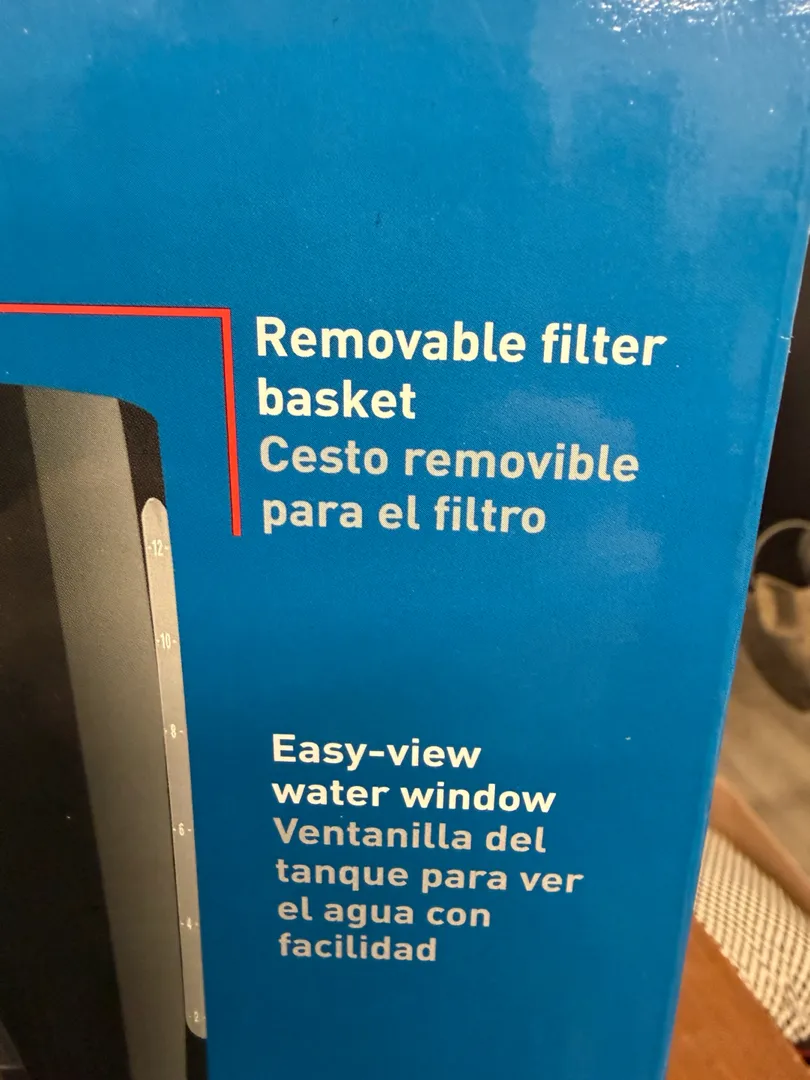 Removable filter
basket
Cesto removible
para el filtro
-12-
-10-
-8-
-6-
-4-
-2-
Easy-view
water window
Ventanilla del
tanque para ver
el agua con
facilidad